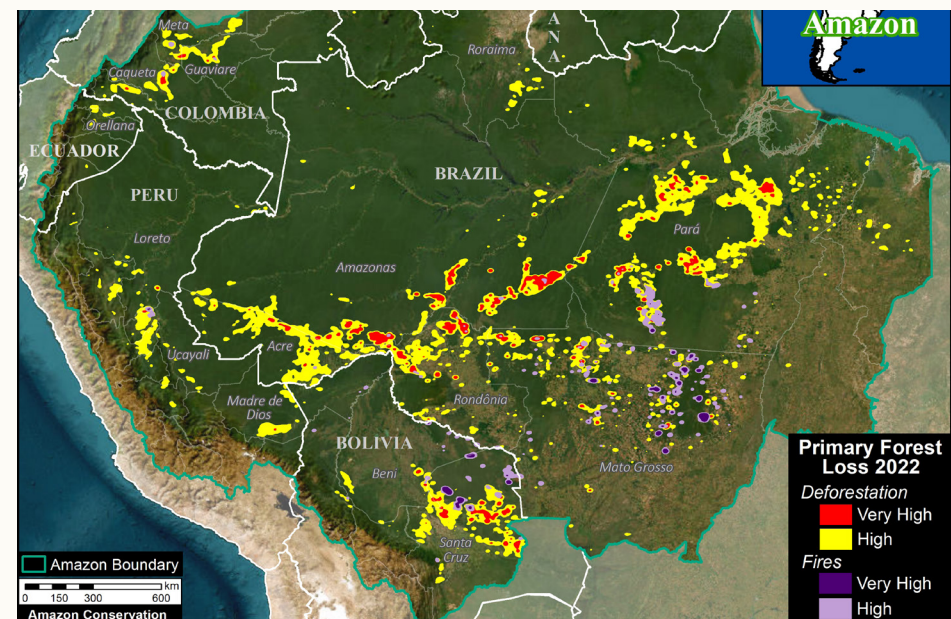 Amazon
Meta
Guaviare
Caqueta
COLOMBIA
Orellana
ECUADOR
PERU
Loreto
Roraima
A
N
A
BRAZIL
Amazonas
Pará
Ucayali
Acre
Madre de
Dios
Rondônia
BOLIVIA
Beni
Mato Grosso
Santa
Cruz
Primary Forest
Loss 2022
Deforestation
Very High
High
Fires
Very High
High
Amazon Boundary
km
0 150 300 600
Amazon Conservation